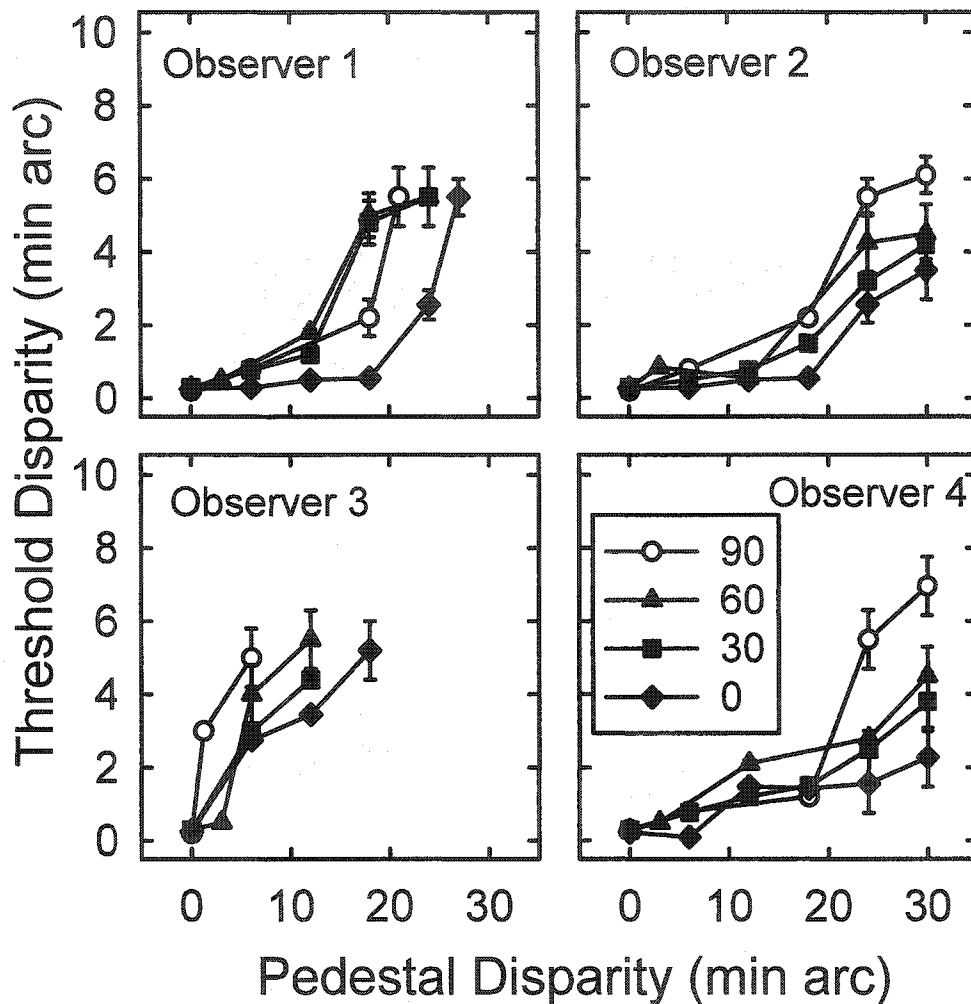 Threshold Disparity (min arc)
10
8
6
4
2
0
Observer 1
Observer 2
10
8
6
4
2
0
Observer 3
Observer 4
90
60
30
0
0 10 20 30
0 10 20 30
Pedestal Disparity (min arc)